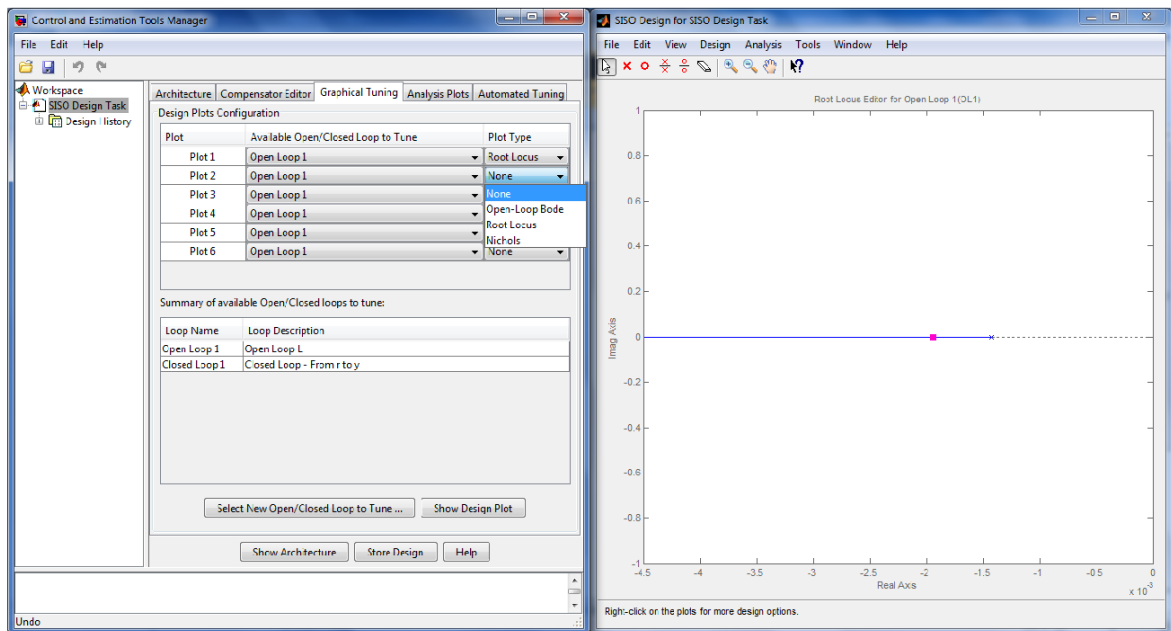 Control and Estimation Tools Manager
File Edit Help
Workspace
SISO Design Task
Design History
Architecture Compensator Editor Graphical Tuning Analysis Plots Automated Tuning
Design Plots Configuration
Plot Available Open/Closed Loop to Tune Plot Type
Plot 1 Open Loop 1 Root Locus
Plot 2 Open Loop 1 None
Plot 3 Open Loop 1
Plot 4 Open Loop 1
Plot 5 Open Loop 1
Plot 6 Open Loop 1 None
None
Open-Loop Bode
Root Locus
Nichols
Summary of available Open/Closed loops to tune:
Loop Name Loop Description
Open Loop 1 Open Loop L
Closed Loop 1 Closed Loop - From r to y
Select New Open/Closed Loop to Tune ... Show Design Plot
Show Architecture Store Design Help
Undo
SISO Design for SISO Design Task
File Edit View Design Analysis Tools Window Help
Root Locus Editor for Open Loop 1(OL1)
1
0.8
0.6
0.4
0.2
0
-0.2
-0.4
-0.6
-0.8
-1
Imag Axis
-4.5 -4 -3.5 -3 -2.5 -2 -1.5 -1 -0.5 0
Real Axis
x 10⁻³
Right-click on the plots for more design options.